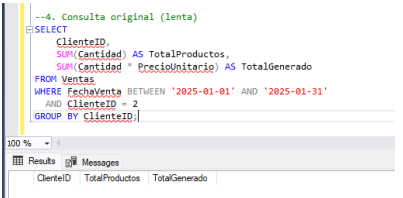 --4. Consulta original (lenta)
SELECT
ClienteID,
SUM(Cantidad) AS TotalProductos,
SUM(Cantidad * PrecioUnitario) AS TotalGenerado
FROM Ventas
WHERE FechaVenta BETWEEN '2025-01-01' AND '2025-01-31'
AND ClienteID = 2
GROUP BY ClienteID;
100 %
Results Messages
ClienteID TotalProductos TotalGenerado